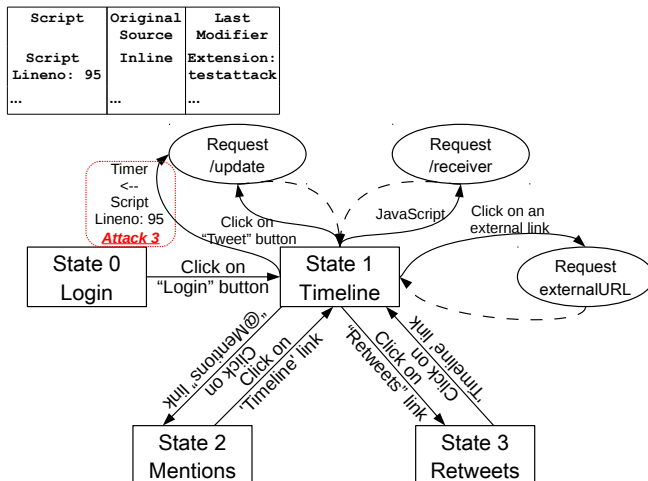 Script Original Source Last Modifier
Script Lineno: 95 Inline Extension: testattack
... ... ...
Request
/update
Request
/receiver
Timer
<--
Script
Lineno: 95
Attack 3
Click on
“Tweet” button
JavaScript
Click on an
external link
State 0
Login
Click on
“Login” button
State 1
Timeline
Request
externalURL
Click on
“@Mentions” link
Click on
'Timeline' link
Click on
“Retweets” link
Click on
'Timeline' link
State 2
Mentions
State 3
Retweets